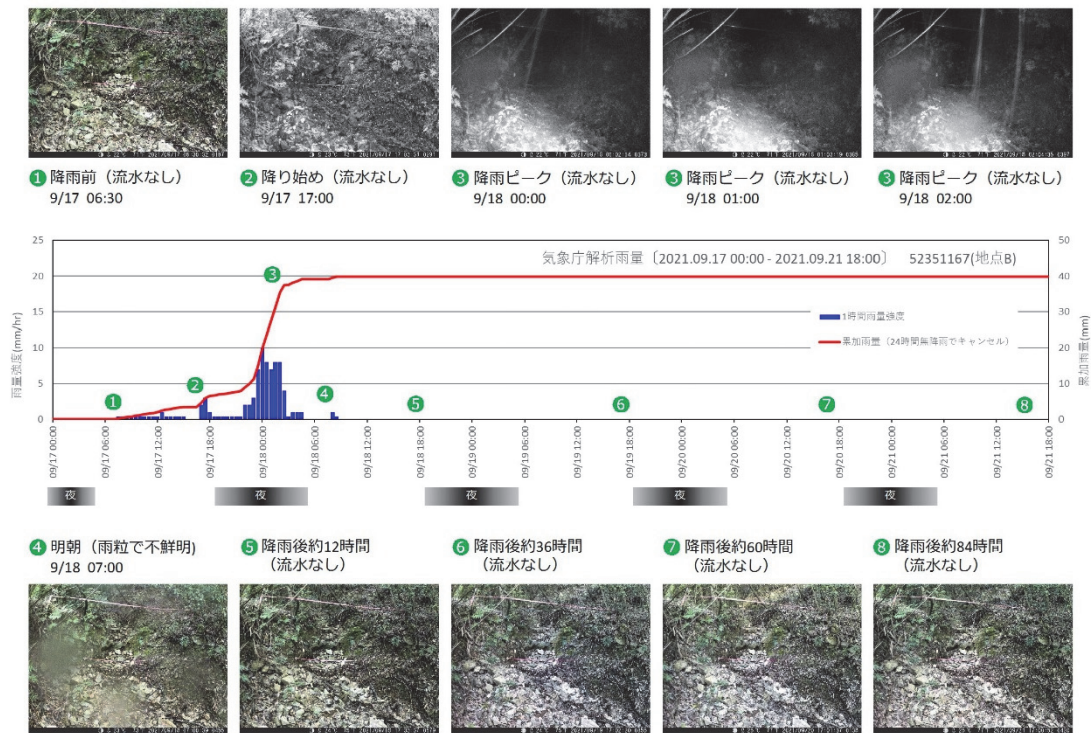 ❶ 降雨前（流水なし）
9/17 06:30
❷ 降り始め（流水なし）
9/17 17:00
❸ 降雨ピーク（流水なし）
9/18 00:00
❸ 降雨ピーク（流水なし）
9/18 01:00
❸ 降雨ピーク（流水なし）
9/18 02:00
気象庁解析雨量〔2021.09.17 00:00 - 2021.09.21 18:00〕 52351167(地点B)
雨量強度(mm/hr)
25
20
15
10
5
0
50
40
30
20
10
0
累加雨量(mm)
1時間雨量強度
累加雨量（24時間無降雨でキャンセル）
❶
❷
❸
❹
❺
❻
❼
❽
09/17 00:00
09/17 06:00
09/17 12:00
09/17 18:00
09/18 00:00
09/18 06:00
09/18 12:00
09/18 18:00
09/19 00:00
09/19 06:00
09/19 12:00
09/19 18:00
09/20 00:00
09/20 06:00
09/20 12:00
09/20 18:00
09/21 00:00
09/21 06:00
09/21 12:00
09/21 18:00
夜
夜
夜
夜
夜
❹ 明朝（雨粒で不鮮明)
9/18 07:00
❺ 降雨後約12時間
（流水なし）
❻ 降雨後約36時間
（流水なし）
❼ 降雨後約60時間
（流水なし）
❽ 降雨後約84時間
（流水なし）